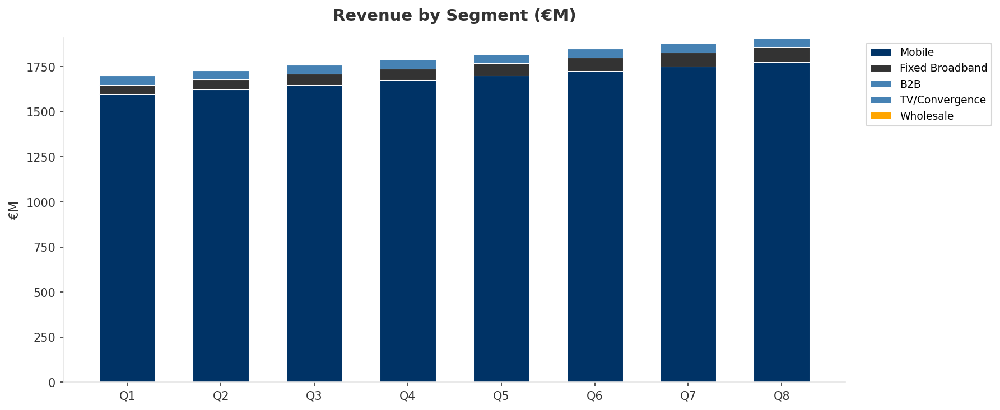 Revenue by Segment (€M)
€M
1750
1500
1250
1000
750
500
250
0
Q1 Q2 Q3 Q4 Q5 Q6 Q7 Q8
Mobile
Fixed Broadband
B2B
TV/Convergence
Wholesale